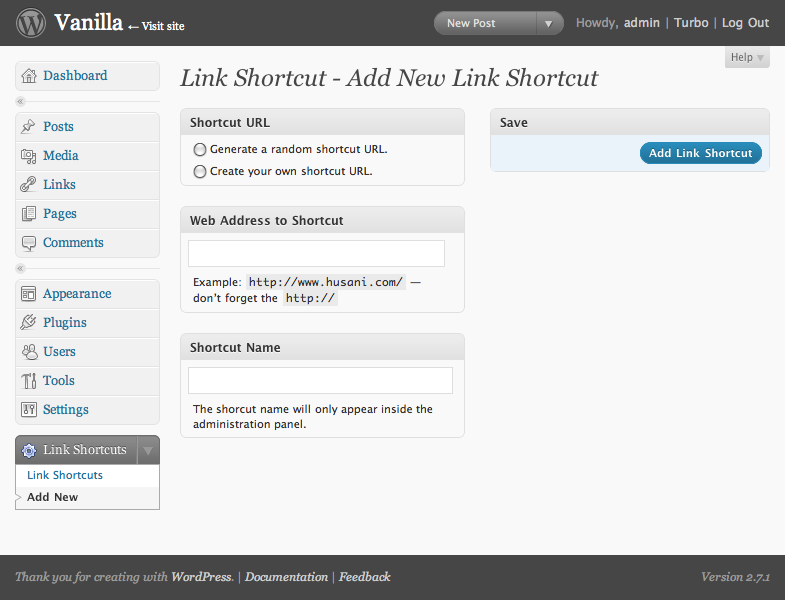 Vanilla ← Visit site
New Post
Howdy, admin | Turbo | Log Out
Help
Dashboard
Posts
Media
Links
Pages
Comments
Appearance
Plugins
Users
Tools
Settings
Link Shortcuts
Link Shortcuts
Add New
Link Shortcut - Add New Link Shortcut
Shortcut URL
Generate a random shortcut URL.
Create your own shortcut URL.
Web Address to Shortcut
Example: http://www.husani.com/ —
don't forget the http://
Shortcut Name
The shorcut name will only appear inside the
administration panel.
Save
Add Link Shortcut
Thank you for creating with WordPress. | Documentation | Feedback
Version 2.7.1